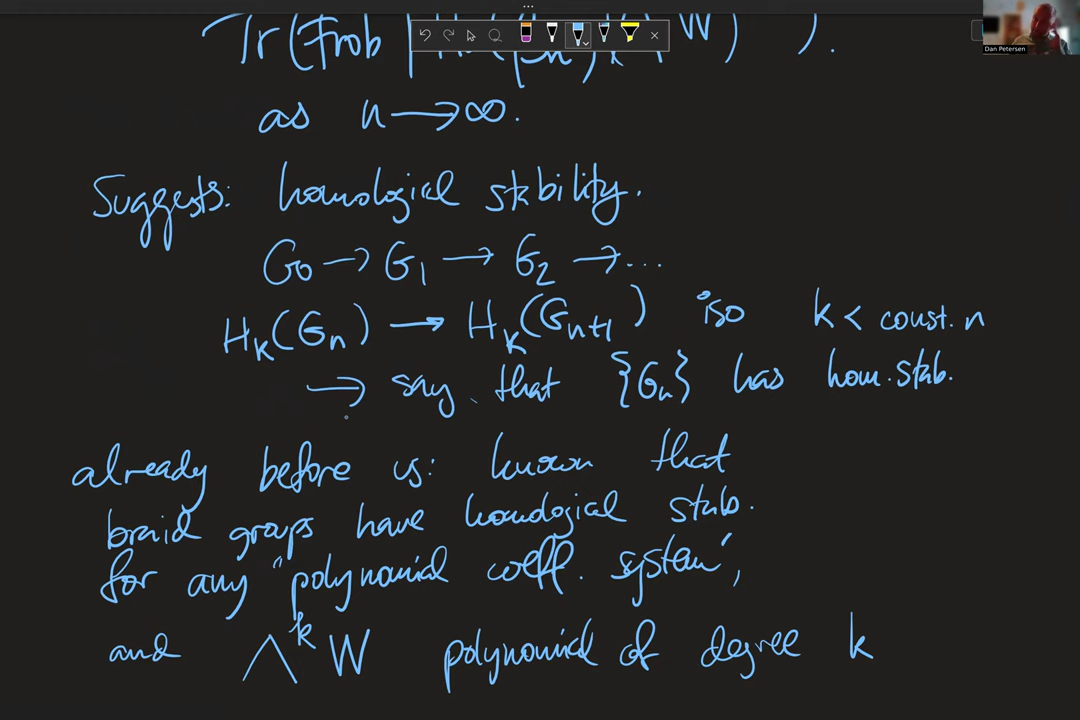 Tr(Frob | H W) ).
Dan Petersen
as n → ∞.
Suggests: homological stability.
G₀ → G₁ → G₂ → ...
Hₖ(Gₙ) → Hₖ(Gₙ₊₁) iso k < const. n
→ say that {Gₙ} has hom. stab.
already before us: known that
braid groups have homological stab.
for any "polynomial coeff. system",
and ⋀ᵏ W polynomial of degree k